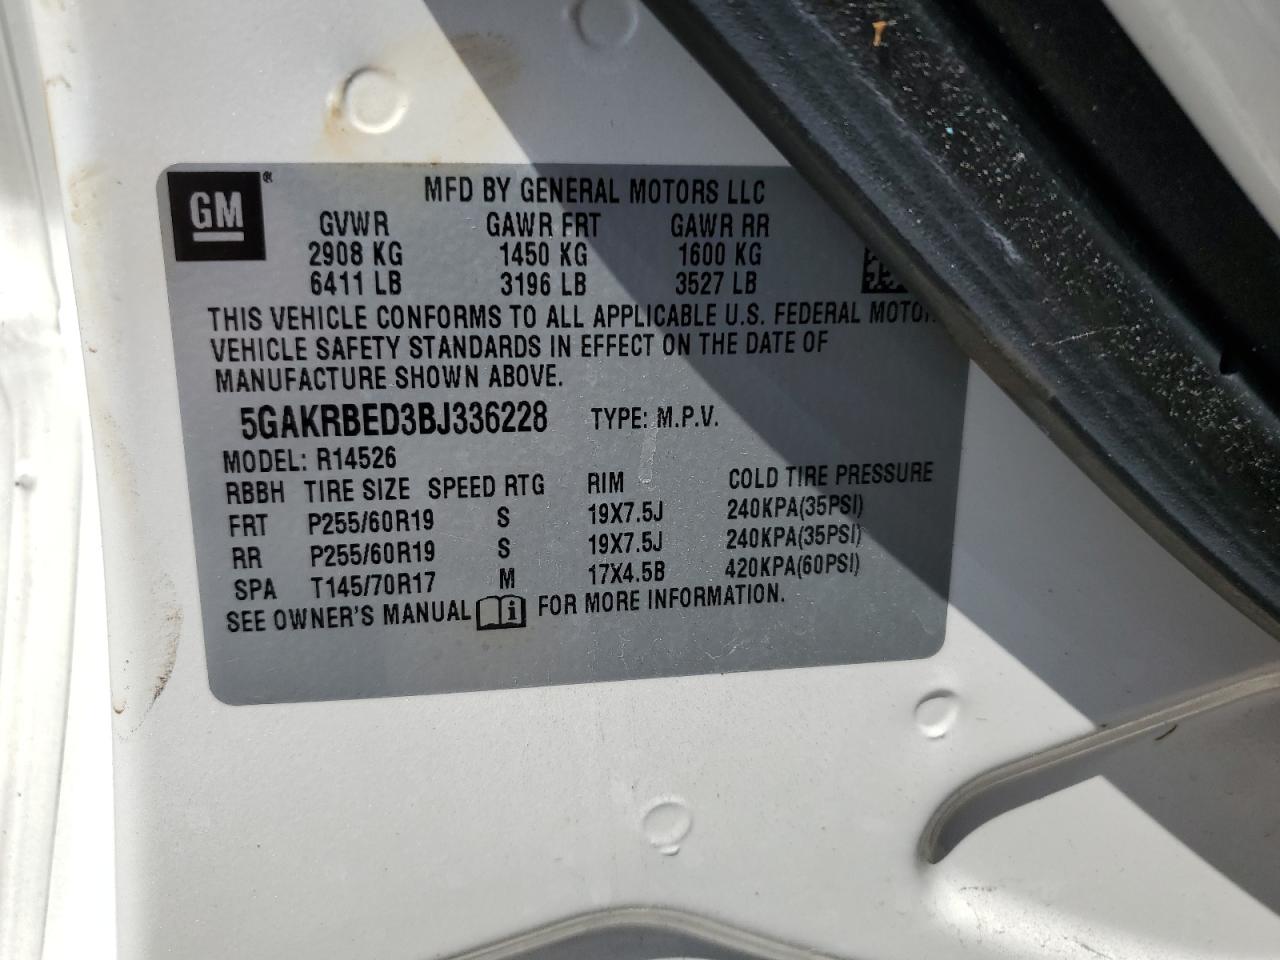 GM ® MFD BY GENERAL MOTORS LLC
GVWR GAWR FRT GAWR RR
2908 KG 1450 KG 1600 KG
6411 LB 3196 LB 3527 LB
THIS VEHICLE CONFORMS TO ALL APPLICABLE U.S. FEDERAL MOTOR
VEHICLE SAFETY STANDARDS IN EFFECT ON THE DATE OF
MANUFACTURE SHOWN ABOVE.
5GAKRBED3BJ336228 TYPE: M.P.V.
MODEL: R14526
RBBH TIRE SIZE SPEED RTG RIM COLD TIRE PRESSURE
FRT P255/60R19 S 19X7.5J 240KPA(35PSI)
RR P255/60R19 S 19X7.5J 240KPA(35PSI)
SPA T145/70R17 M 17X4.5B 420KPA(60PSI)
SEE OWNER'S MANUAL i FOR MORE INFORMATION.